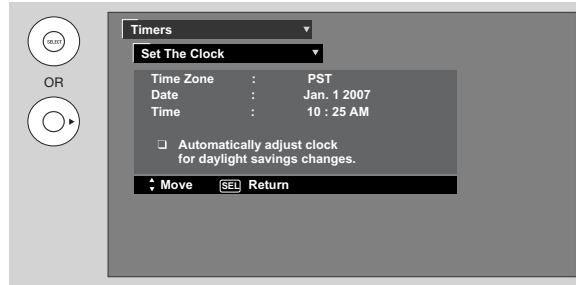 SELECT
OR
Timers
Set The Clock
Time Zone : PST
Date : Jan. 1 2007
Time : 10 : 25 AM
Automatically adjust clock
for daylight savings changes.
Move SEL Return